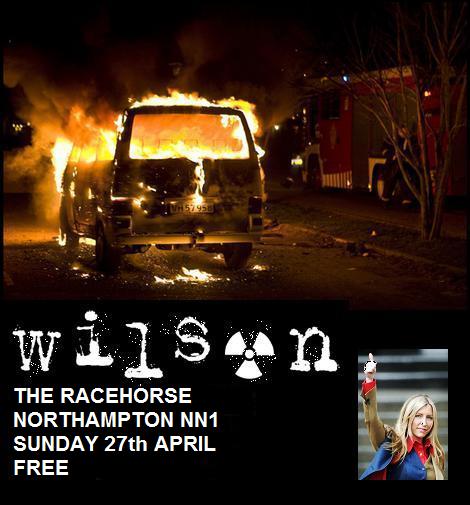 wilson
THE RACEHORSE
NORTHAMPTON NN1
SUNDAY 27th APRIL
FREE